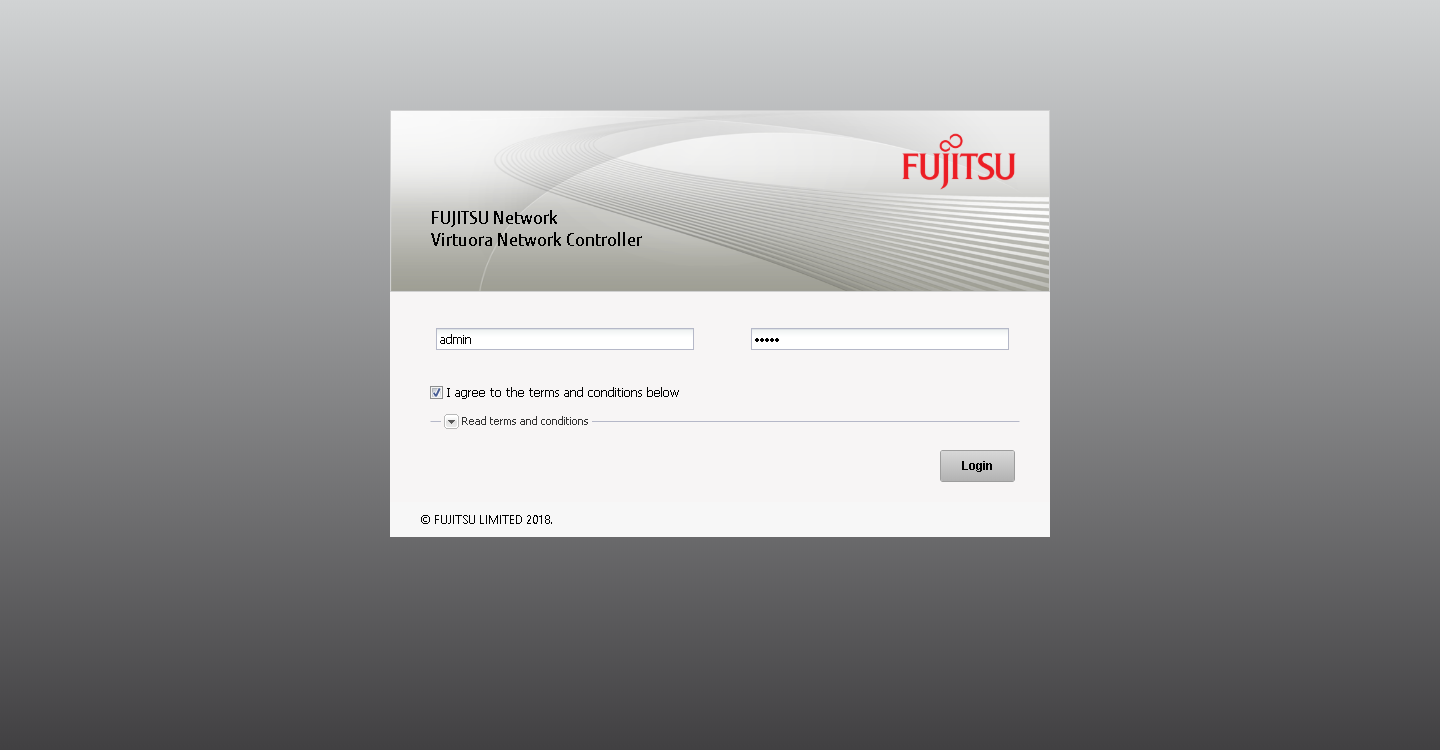 FUJITSU
FUJITSU Network
Virtuora Network Controller
admin
•••••
I agree to the terms and conditions below
Read terms and conditions
Login
© FUJITSU LIMITED 2018.